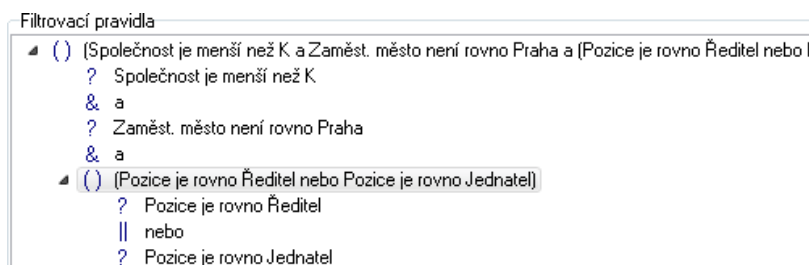 Filtrovací pravidla
( ) (Společnost je menší než K a Zaměst. město není rovno Praha a (Pozice je rovno Ředitel nebo
? Společnost je menší než K
& a
? Zaměst. město není rovno Praha
& a
( ) (Pozice je rovno Ředitel nebo Pozice je rovno Jednatel)
? Pozice je rovno Ředitel
|| nebo
? Pozice je rovno Jednatel